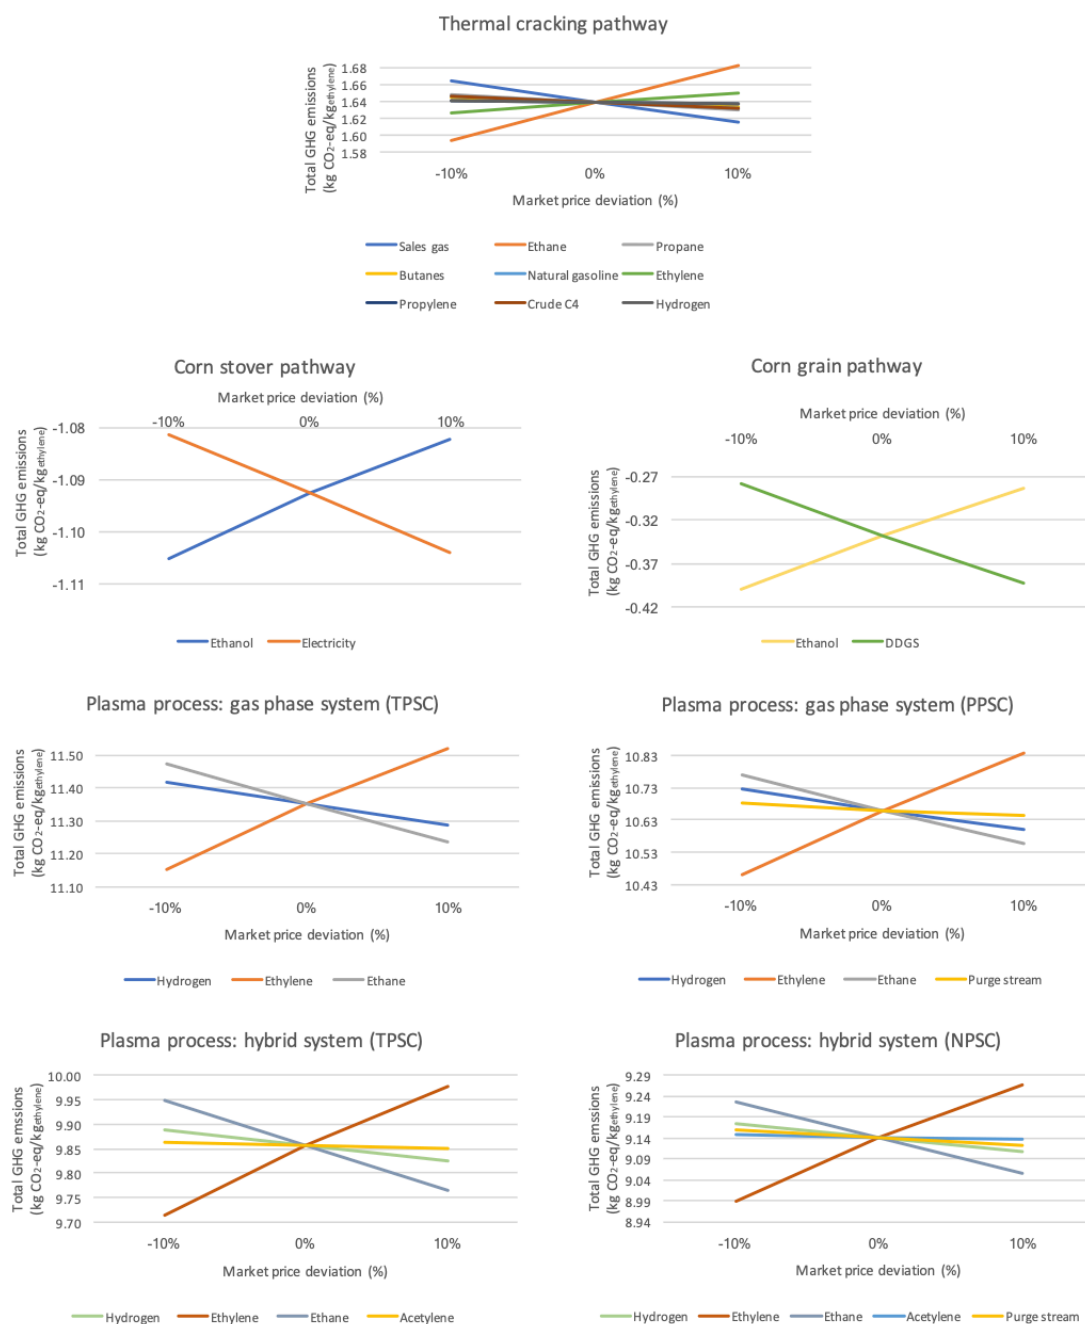 Thermal cracking pathway
Total GHG emissions
(kg CO2-eq/kgethylene)
1.68
1.66
1.64
1.62
1.60
1.58
-10%
0%
10%
Market price deviation (%)
Sales gas
Ethane
Propane
Butanes
Natural gasoline
Ethylene
Propylene
Crude C4
Hydrogen
Corn stover pathway
Market price deviation (%)
-10%
0%
10%
Total GHG emissions
(kg CO2-eq/kgethylene)
-1.08
-1.09
-1.10
-1.11
Ethanol
Electricity
Corn grain pathway
Market price deviation (%)
-10%
0%
10%
Total GHG emissions
(kg CO2-eq/kgethylene)
-0.27
-0.32
-0.37
-0.42
Ethanol
DDGS
Plasma process: gas phase system (TPSC)
Total GHG emissions
(kg CO2-eq/kgethylene)
11.50
11.40
11.30
11.20
11.10
-10%
0%
10%
Market price deviation (%)
Hydrogen
Ethylene
Ethane
Plasma process: gas phase system (PPSC)
Total GHG emissions
(kg CO2-eq/kgethylene)
10.83
10.73
10.63
10.53
10.43
-10%
0%
10%
Market price deviation (%)
Hydrogen
Ethylene
Ethane
Purge stream
Plasma process: hybrid system (TPSC)
Total GHG emssions
(kg CO2-eq/kgethylene)
10.00
9.95
9.90
9.85
9.80
9.75
9.70
-10%
0%
10%
Market price deviation (%)
Hydrogen
Ethylene
Ethane
Acetylene
Plasma process: hybrid system (NPSC)
Total GHG emissions
(kg CO2-eq/kgethylene)
9.29
9.24
9.19
9.14
9.09
9.04
8.99
8.94
-10%
0%
10%
Market price deviation (%)
Hydrogen
Ethylene
Ethane
Acetylene
Purge stream